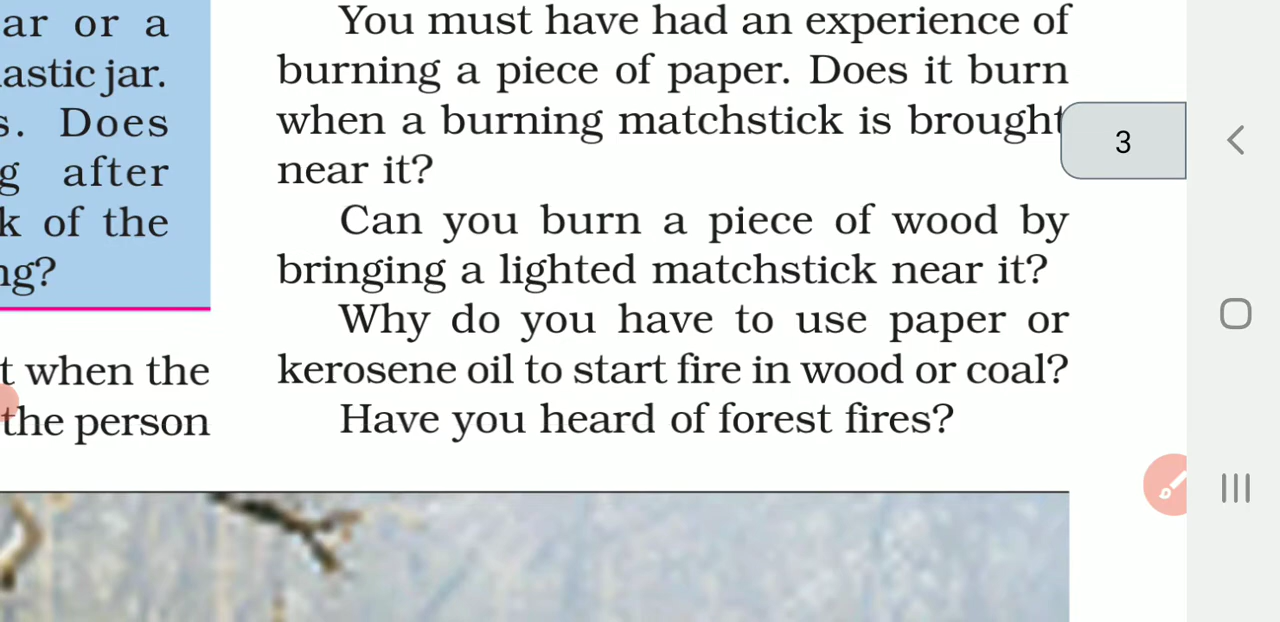 ar or a
lastic jar.
s. Does
g after
k of the
ng?
t when the
the person
You must have had an experience of
burning a piece of paper. Does it burn
when a burning matchstick is brought
near it?
Can you burn a piece of wood by
bringing a lighted matchstick near it?
Why do you have to use paper or
kerosene oil to start fire in wood or coal?
Have you heard of forest fires?
3